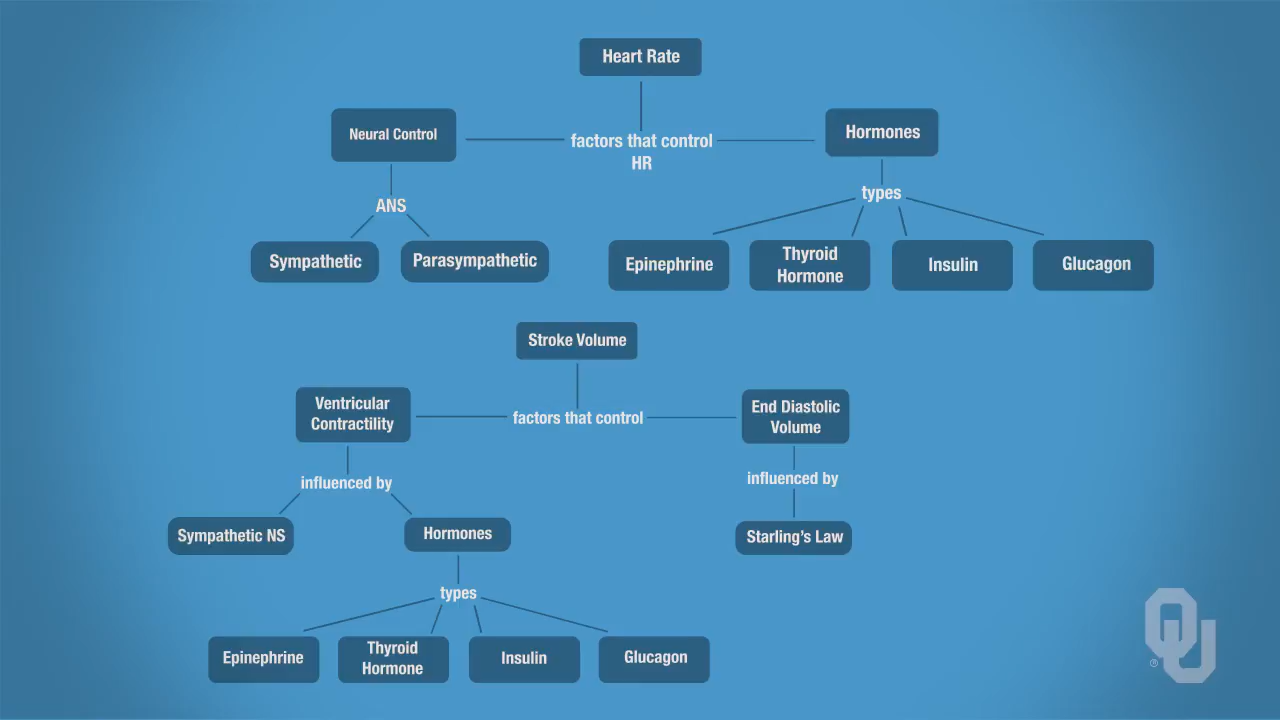 Heart Rate
Neural Control
factors that control
HR
Hormones
ANS
types
Sympathetic
Parasympathetic
Epinephrine
Thyroid
Hormone
Insulin
Glucagon
Stroke Volume
Ventricular
Contractility
factors that control
End Diastolic
Volume
influenced by
influenced by
Sympathetic NS
Hormones
Starling's Law
types
Epinephrine
Thyroid
Hormone
Insulin
Glucagon
OU
®